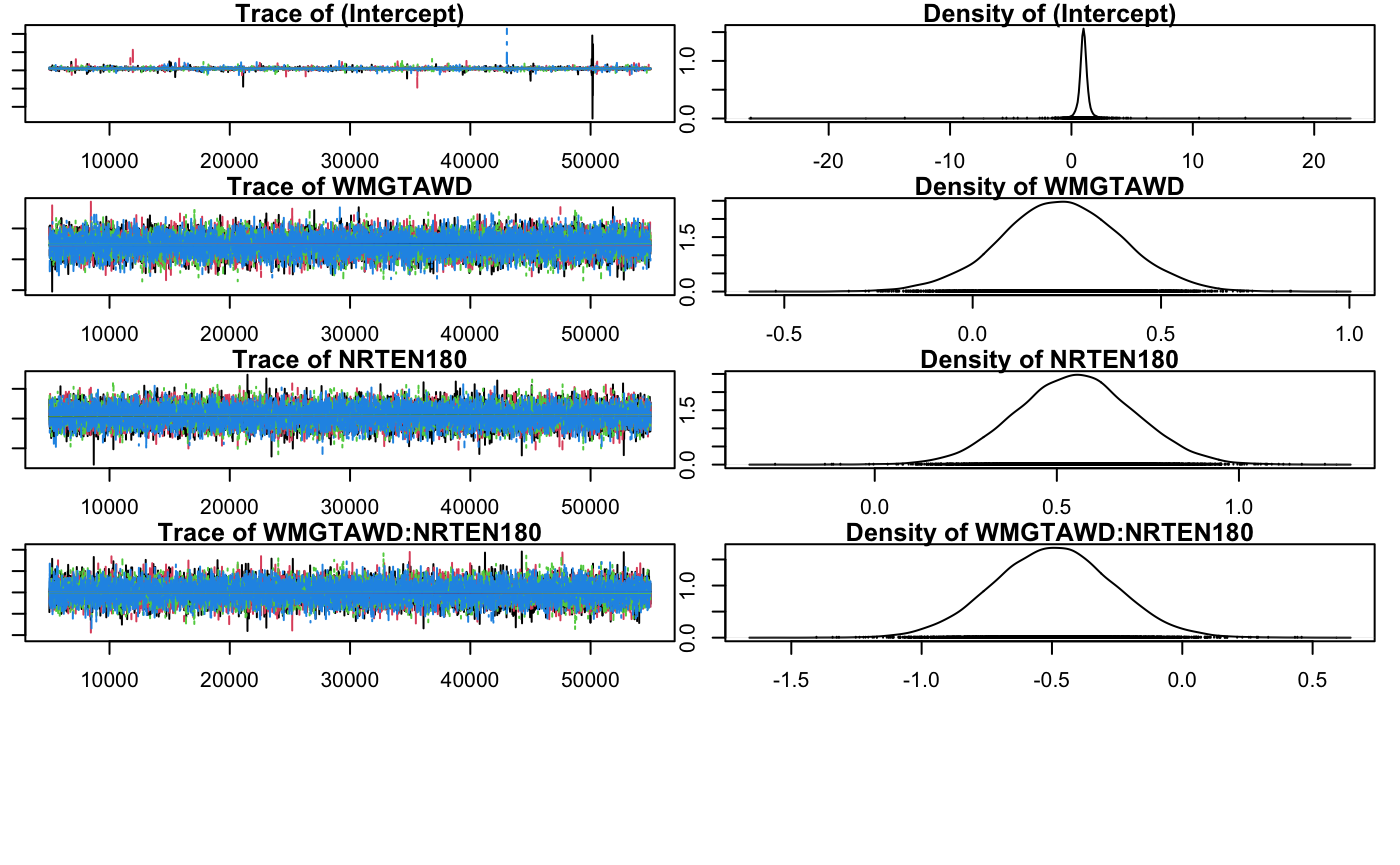 Trace of (Intercept) Density of (Intercept)
0.0 1.0
10000 20000 30000 40000 50000 -20 -10 0 10 20
Trace of WMGTAWD Density of WMGTAWD
0.0 1.5
10000 20000 30000 40000 50000 -0.5 0.0 0.5 1.0
Trace of NRTEN180 Density of NRTEN180
0.0 1.5
10000 20000 30000 40000 50000 0.0 0.5 1.0
Trace of WMGTAWD:NRTEN180 Density of WMGTAWD:NRTEN180
0.0 1.0
10000 20000 30000 40000 50000 -1.5 -1.0 -0.5 0.0 0.5